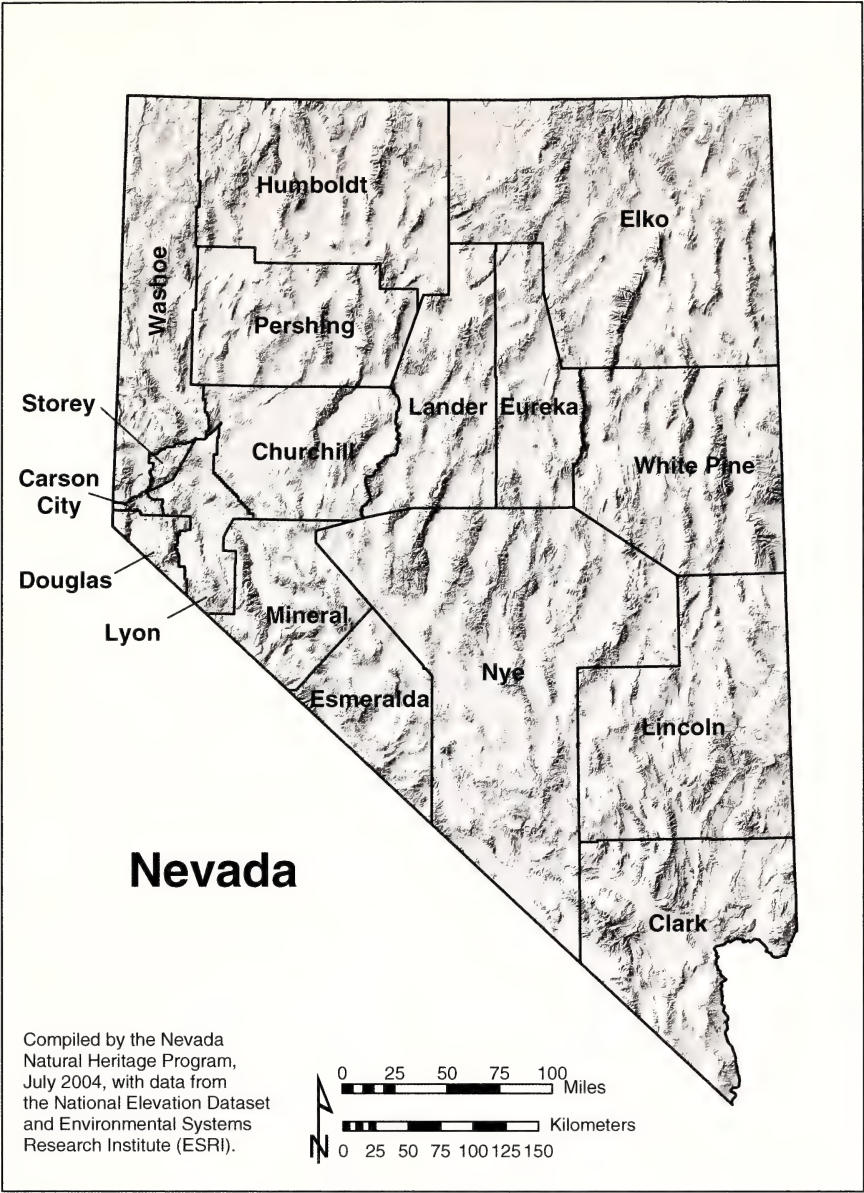 Humboldt
Elko
Washoe
Pershing
Storey
Lander
Eureka
Churchill
White Pine
Carson
City
Douglas
Lyon
Mineral
Nye
Esmeralda
Lincoln
Nevada
Clark
Compiled by the Nevada
Natural Heritage Program,
July 2004, with data from
the National Elevation Dataset
and Environmental Systems
Research Institute (ESRI).
0 25 50 75 100
Miles
Kilometers
N
0 25 50 75 100 125 150